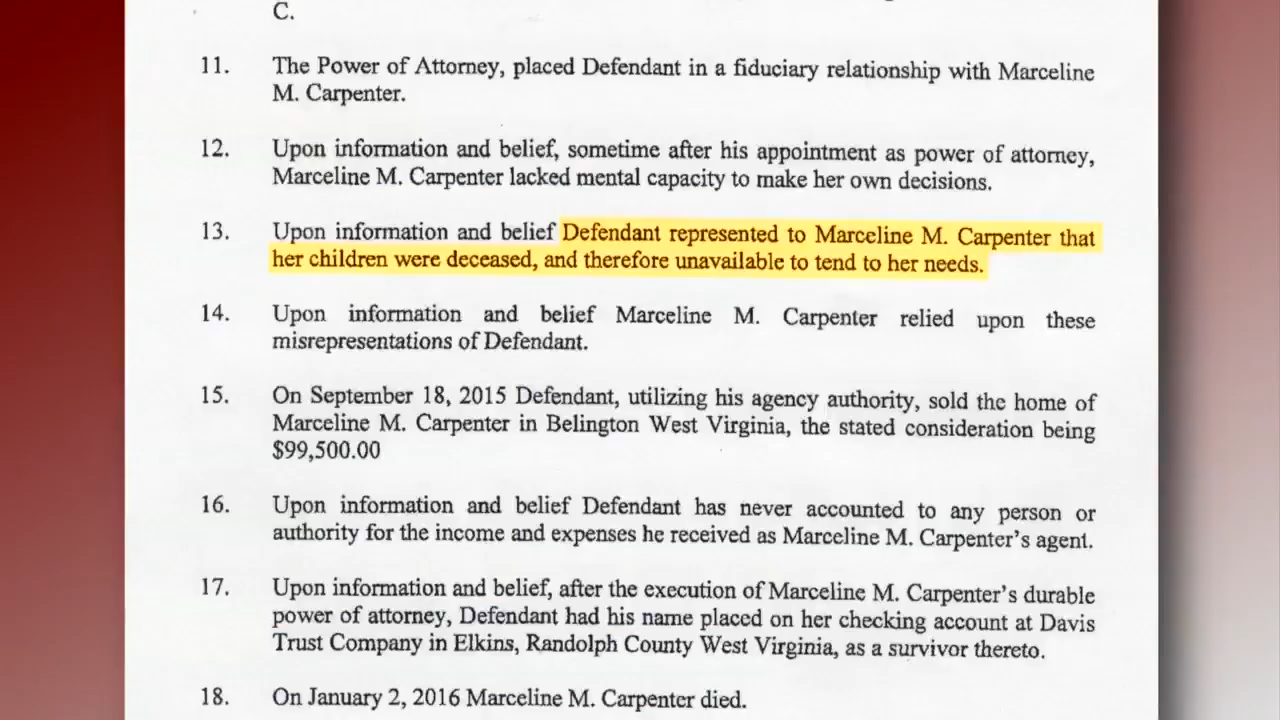 C.
11. The Power of Attorney, placed Defendant in a fiduciary relationship with Marceline
M. Carpenter.
12. Upon information and belief, sometime after his appointment as power of attorney,
Marceline M. Carpenter lacked mental capacity to make her own decisions.
13. Upon information and belief Defendant represented to Marceline M. Carpenter that
her children were deceased, and therefore unavailable to tend to her needs.
14. Upon information and belief Marceline M. Carpenter relied upon these
misrepresentations of Defendant.
15. On September 18, 2015 Defendant, utilizing his agency authority, sold the home of
Marceline M. Carpenter in Belington West Virginia, the stated consideration being
$99,500.00
16. Upon information and belief Defendant has never accounted to any person or
authority for the income and expenses he received as Marceline M. Carpenter's agent.
17. Upon information and belief, after the execution of Marceline M. Carpenter's durable
power of attorney, Defendant had his name placed on her checking account at Davis
Trust Company in Elkins, Randolph County West Virginia, as a survivor thereto.
18. On January 2, 2016 Marceline M. Carpenter died.